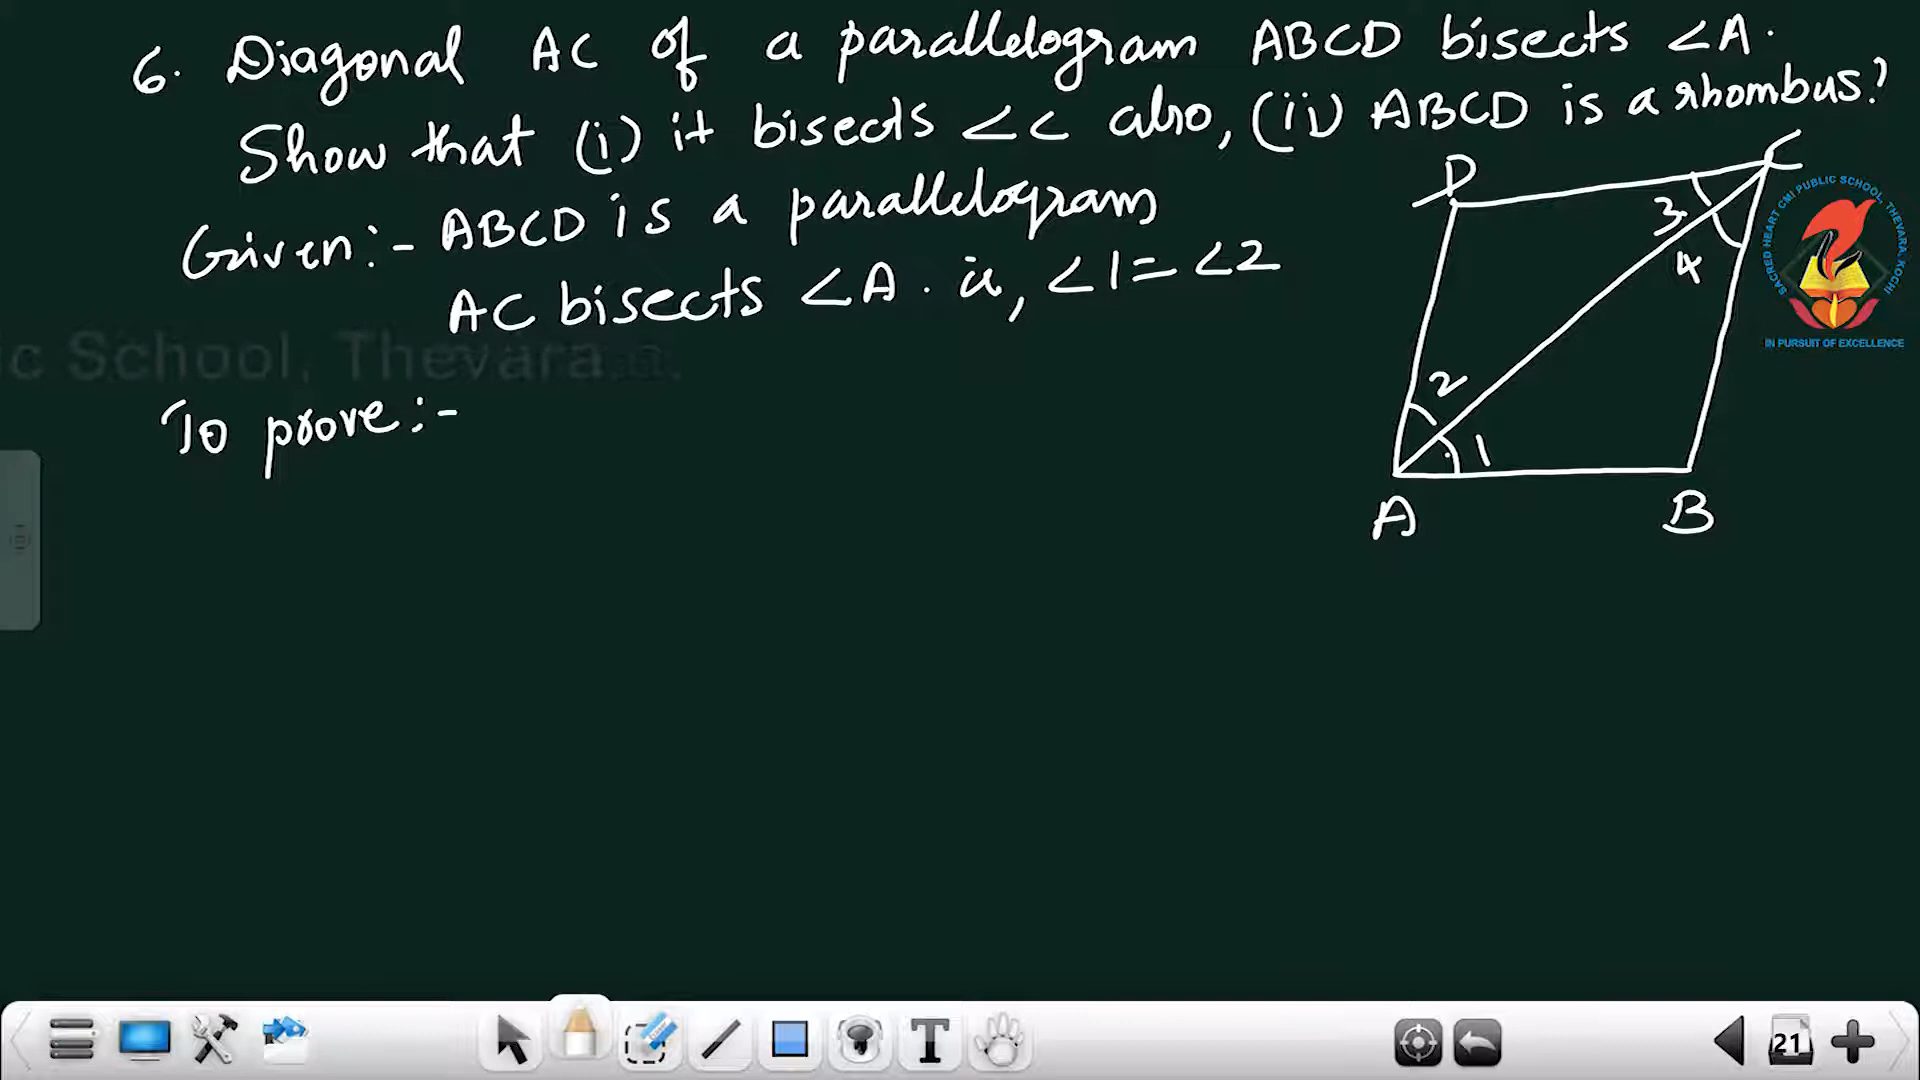 6. Diagonal AC of a parallelogram ABCD bisects ∠A.
Show that (i) it bisects ∠C also, (ii) ABCD is a rhombus?
Given:- ABCD is a parallelogram
AC bisects ∠A. ie, ∠1 = ∠2
To prove:-
D C
3
4
2
1
A B
SACRED HEART CMI PUBLIC SCHOOL, THEVARA, KOCHI
IN PURSUIT OF EXCELLENCE
c School, Thevara
T
21